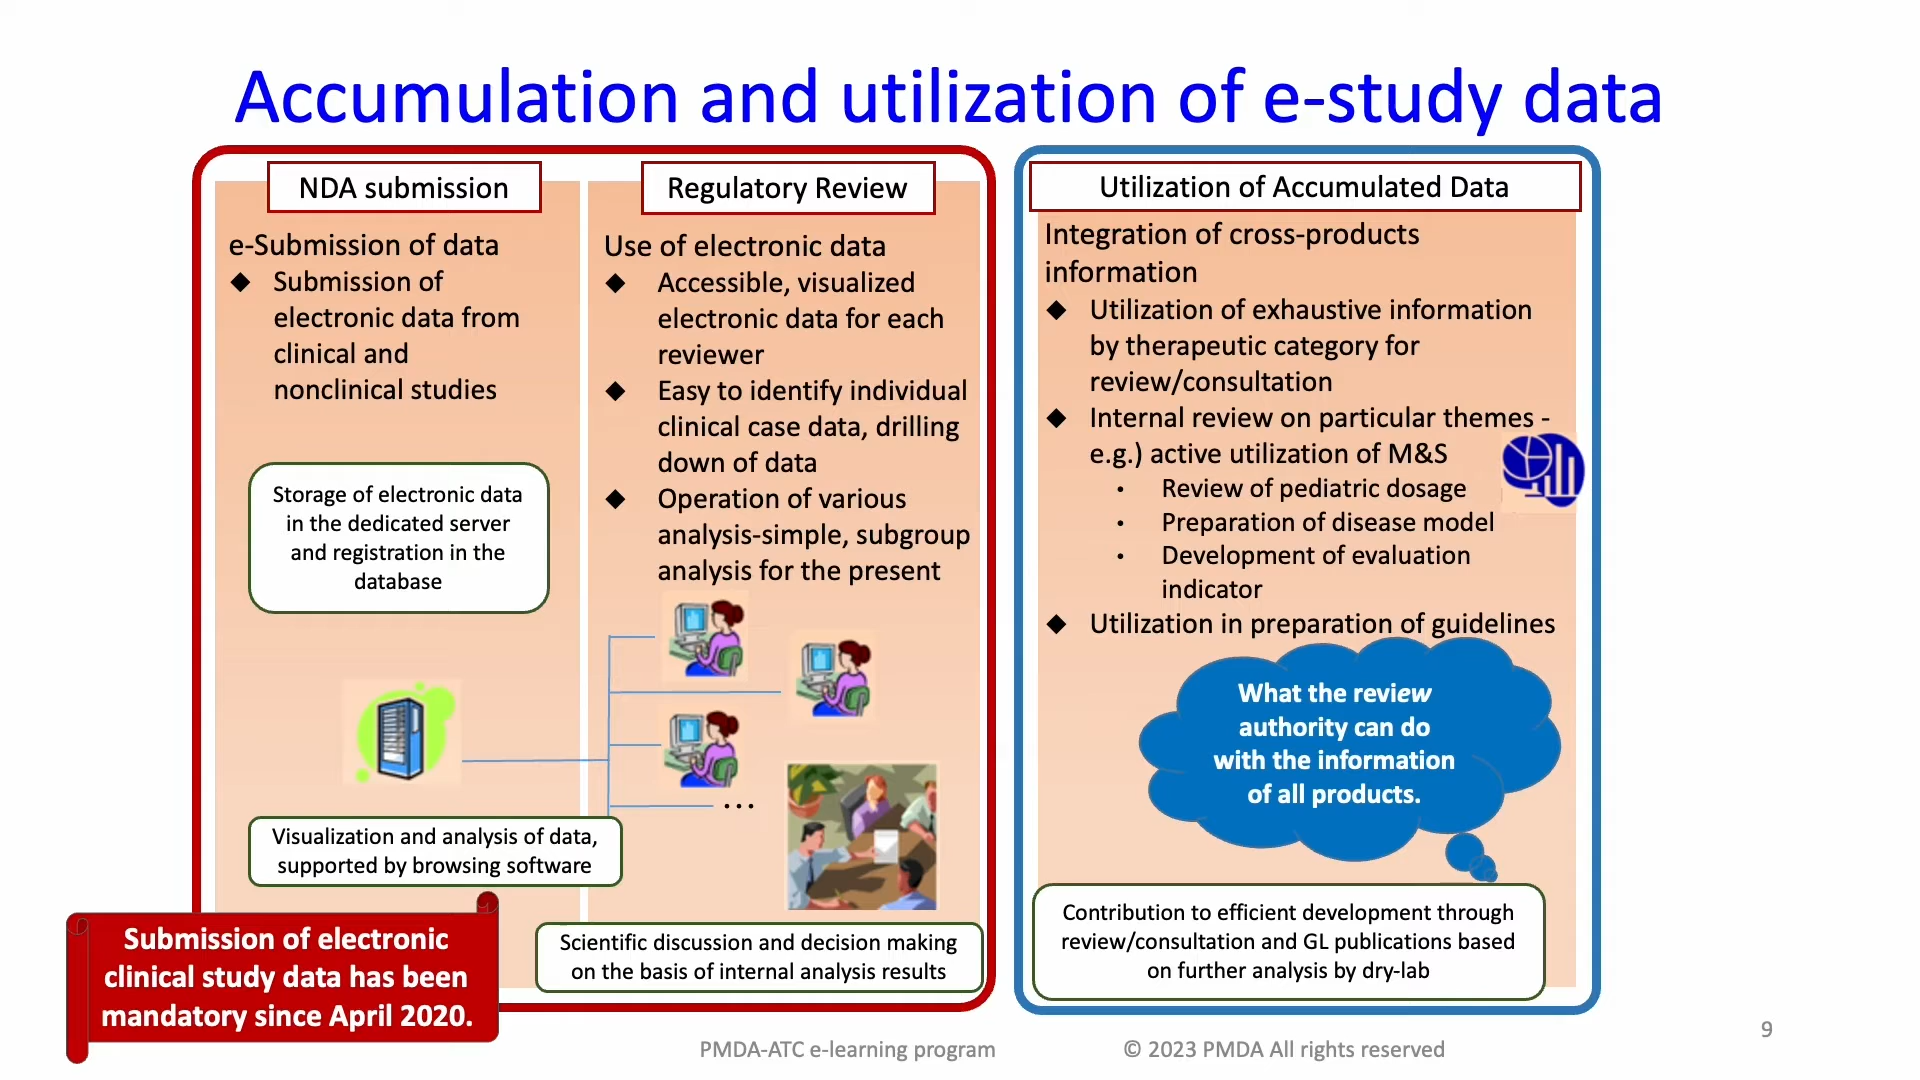 Accumulation and utilization of e-study data
NDA submission
e-Submission of data
◆ Submission of
electronic data from
clinical and
nonclinical studies
Storage of electronic data
in the dedicated server
and registration in the
database
Visualization and analysis of data,
supported by browsing software
Submission of electronic
clinical study data has been
mandatory since April 2020.
Regulatory Review
Use of electronic data
◆ Accessible, visualized
electronic data for each
reviewer
◆ Easy to identify individual
clinical case data, drilling
down of data
◆ Operation of various
analysis-simple, subgroup
analysis for the present
...
Scientific discussion and decision making
on the basis of internal analysis results
Utilization of Accumulated Data
Integration of cross-products
information
◆ Utilization of exhaustive information
by therapeutic category for
review/consultation
◆ Internal review on particular themes -
e.g.) active utilization of M&S
• Review of pediatric dosage
• Preparation of disease model
• Development of evaluation
indicator
◆ Utilization in preparation of guidelines
What the review
authority can do
with the information
of all products.
Contribution to efficient development through
review/consultation and GL publications based
on further analysis by dry-lab
PMDA-ATC e-learning program
© 2023 PMDA All rights reserved
9